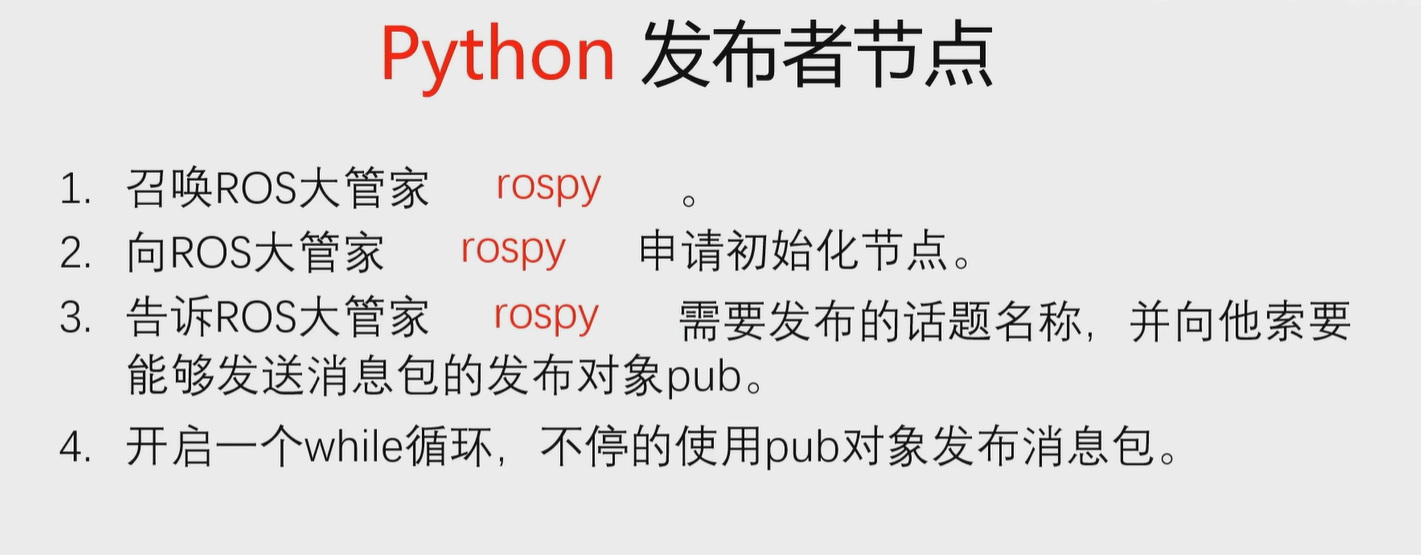 Python 发布者节点
1. 召唤ROS大管家 rospy 。
2. 向ROS大管家 rospy 申请初始化节点。
3. 告诉ROS大管家 rospy 需要发布的话题名称，并向他索要
能够发送消息包的发布对象pub。
4. 开启一个while循环，不停的使用pub对象发布消息包。